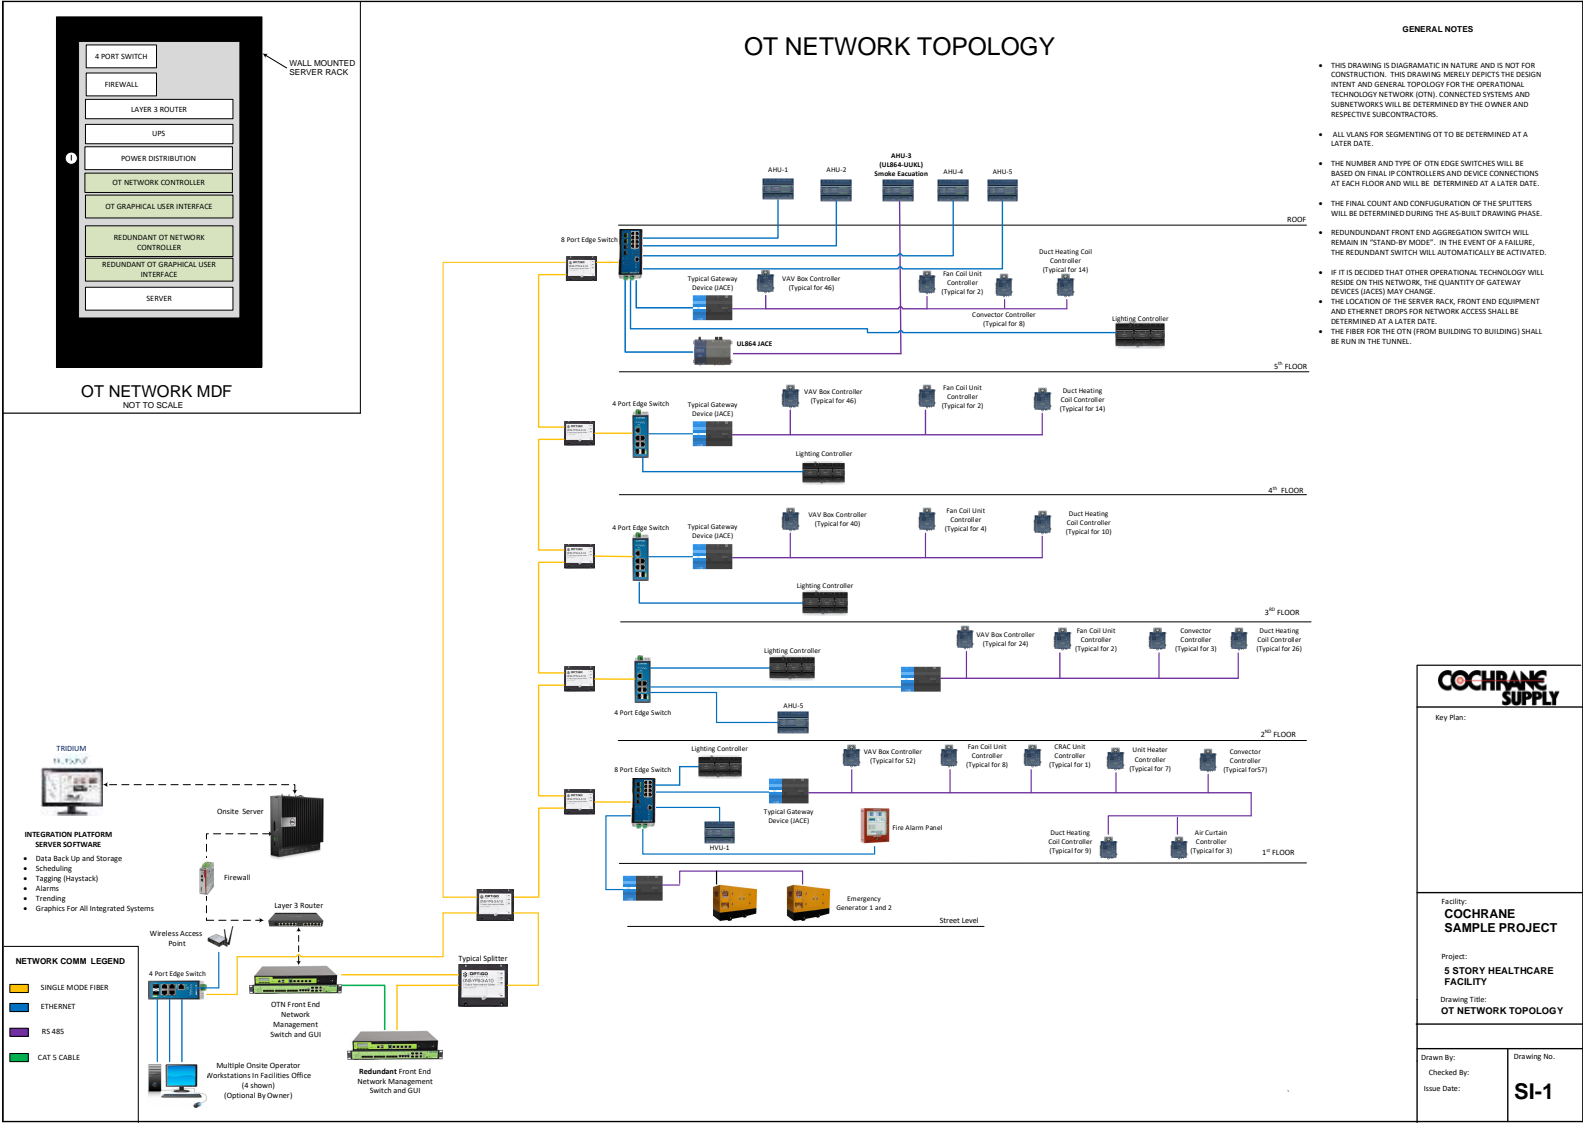 OT NETWORK TOPOLOGY
4 PORT SWITCH
FIREWALL
LAYER 3 ROUTER
UPS
POWER DISTRIBUTION
OT NETWORK CONTROLLER
OT GRAPHICAL USER INTERFACE
REDUNDANT OT NETWORK
CONTROLLER
REDUNDANT OT GRAPHICAL USER
INTERFACE
SERVER
WALL MOUNTED
SERVER RACK
OT NETWORK MDF
NOT TO SCALE
GENERAL NOTES
• THIS DRAWING IS DIAGRAMATIC IN NATURE AND IS NOT FOR
CONSTRUCTION. THIS DRAWING MERELY DEPICTS THE DESIGN
INTENT AND GENERAL TOPOLOGY FOR THE OPERATIONAL
TECHNOLOGY NETWORK (OTN). CONNECTED SYSTEMS AND
SUBNETWORKS WILL BE DETERMINED BY THE OWNER AND
RESPECTIVE SUBCONTRACTORS.
• ALL VLANS FOR SEGMENTING OT TO BE DETERMINED AT A
LATER DATE.
• THE NUMBER AND TYPE OF OTN EDGE SWITCHES WILL BE
BASED ON FINAL IP CONTROLLERS AND DEVICE CONNECTIONS
AT EACH FLOOR AND WILL BE DETERMINED AT A LATER DATE.
• THE FINAL COUNT AND CONFUGURATION OF THE SPLITTERS
WILL BE DETERMINED DURING THE AS-BUILT DRAWING PHASE.
• REDUNDUNDANT FRONT END AGGREGATION SWITCH WILL
REMAIN IN "STAND-BY MODE". IN THE EVENT OF A FAILURE,
THE REDUNDANT SWITCH WILL AUTOMATICALLY BE ACTIVATED.
• IF IT IS DECIDED THAT OTHER OPERATIONAL TECHNOLOGY WILL
RESIDE ON THIS NETWORK, THE QUANTITY OF GATEWAY
DEVICES (JACES) MAY CHANGE.
• THE LOCATION OF THE SERVER RACK, FRONT END EQUIPMENT
AND ETHERNET DROPS FOR NETWORK ACCESS SHALL BE
DETERMINED AT A LATER DATE.
• THE FIBER FOR THE OTN (FROM BUILDING TO BUILDING) SHALL
BE RUN IN THE TUNNEL.
AHU-1
AHU-2
AHU-3
(UL864-UUKL)
Smoke Eacuation
AHU-4
AHU-5
ROOF
8 Port Edge Switch
Typical Gateway
Device (JACE)
VAV Box Controller
(Typical for 46)
Fan Coil Unit
Controller
(Typical for 2)
Convector Controller
(Typical for 8)
Duct Heating Coil
Controller
(Typical for 14)
Lighting Controller
UL864 JACE
5th FLOOR
4 Port Edge Switch
Typical Gateway
Device (JACE)
VAV Box Controller
(Typical for 46)
Fan Coil Unit
Controller
(Typical for 2)
Duct Heating
Coil Controller
(Typical for 14)
Lighting Controller
4th FLOOR
4 Port Edge Switch
Typical Gateway
Device (JACE)
VAV Box Controller
(Typical for 40)
Fan Coil Unit
Controller
(Typical for 4)
Duct Heating
Coil Controller
(Typical for 10)
Lighting Controller
3RD FLOOR
Lighting Controller
VAV Box Controller
(Typical for 24)
Fan Coil Unit
Controller
(Typical for 2)
Convector
Controller
(Typical for 3)
Duct Heating
Coil Controller
(Typical for 26)
4 Port Edge Switch
AHU-5
2ND FLOOR
8 Port Edge Switch
Lighting Controller
VAV Box Controller
(Typical for 52)
Fan Coil Unit
Controller
(Typical for 8)
CRAC Unit
Controller
(Typical for 1)
Unit Heater
Controller
(Typical for 7)
Convector
Controller
(Typical for57)
Typical Gateway
Device (JACE)
HVU-1
Fire Alarm Panel
Duct Heating
Coil Controller
(Typical for 9)
Air Curtain
Controller
(Typical for 3)
1st FLOOR
Emergency
Generator 1 and 2
Street Level
TRIDIUM
INTEGRATION PLATFORM
SERVER SOFTWARE
• Data Back Up and Storage
• Scheduling
• Tagging (Haystack)
• Alarms
• Trending
• Graphics For All Integrated Systems
Onsite Server
Firewall
Layer 3 Router
Wireless Access
Point
4 Port Edge Switch
OTN Front End
Network
Management
Switch and GUI
Typical Splitter
OPTIGO
Redundant Front End
Network Management
Switch and GUI
Multiple Onsite Operator
Workstations In Facilities Office
(4 shown)
(Optional By Owner)
NETWORK COMM LEGEND
SINGLE MODE FIBER
ETHERNET
RS 485
CAT 5 CABLE
COCHRANE
SUPPLY
Key Plan:
Facility:
COCHRANE
SAMPLE PROJECT
Project:
5 STORY HEALTHCARE
FACILITY
Drawing Title:
OT NETWORK TOPOLOGY
Drawn By:
Checked By:
Issue Date:
Drawing No.
SI-1